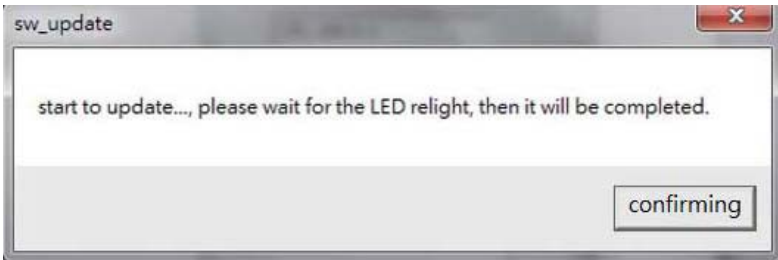 sw_update
start to update..., please wait for the LED relight, then it will be completed.
confirming